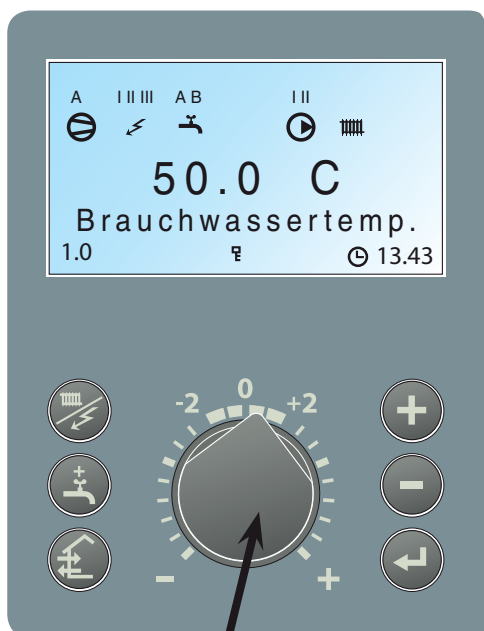 A I II III A B I II
50.0 C
Brauchwassertemp.
1.0 13.43
-2 0 +2
- +